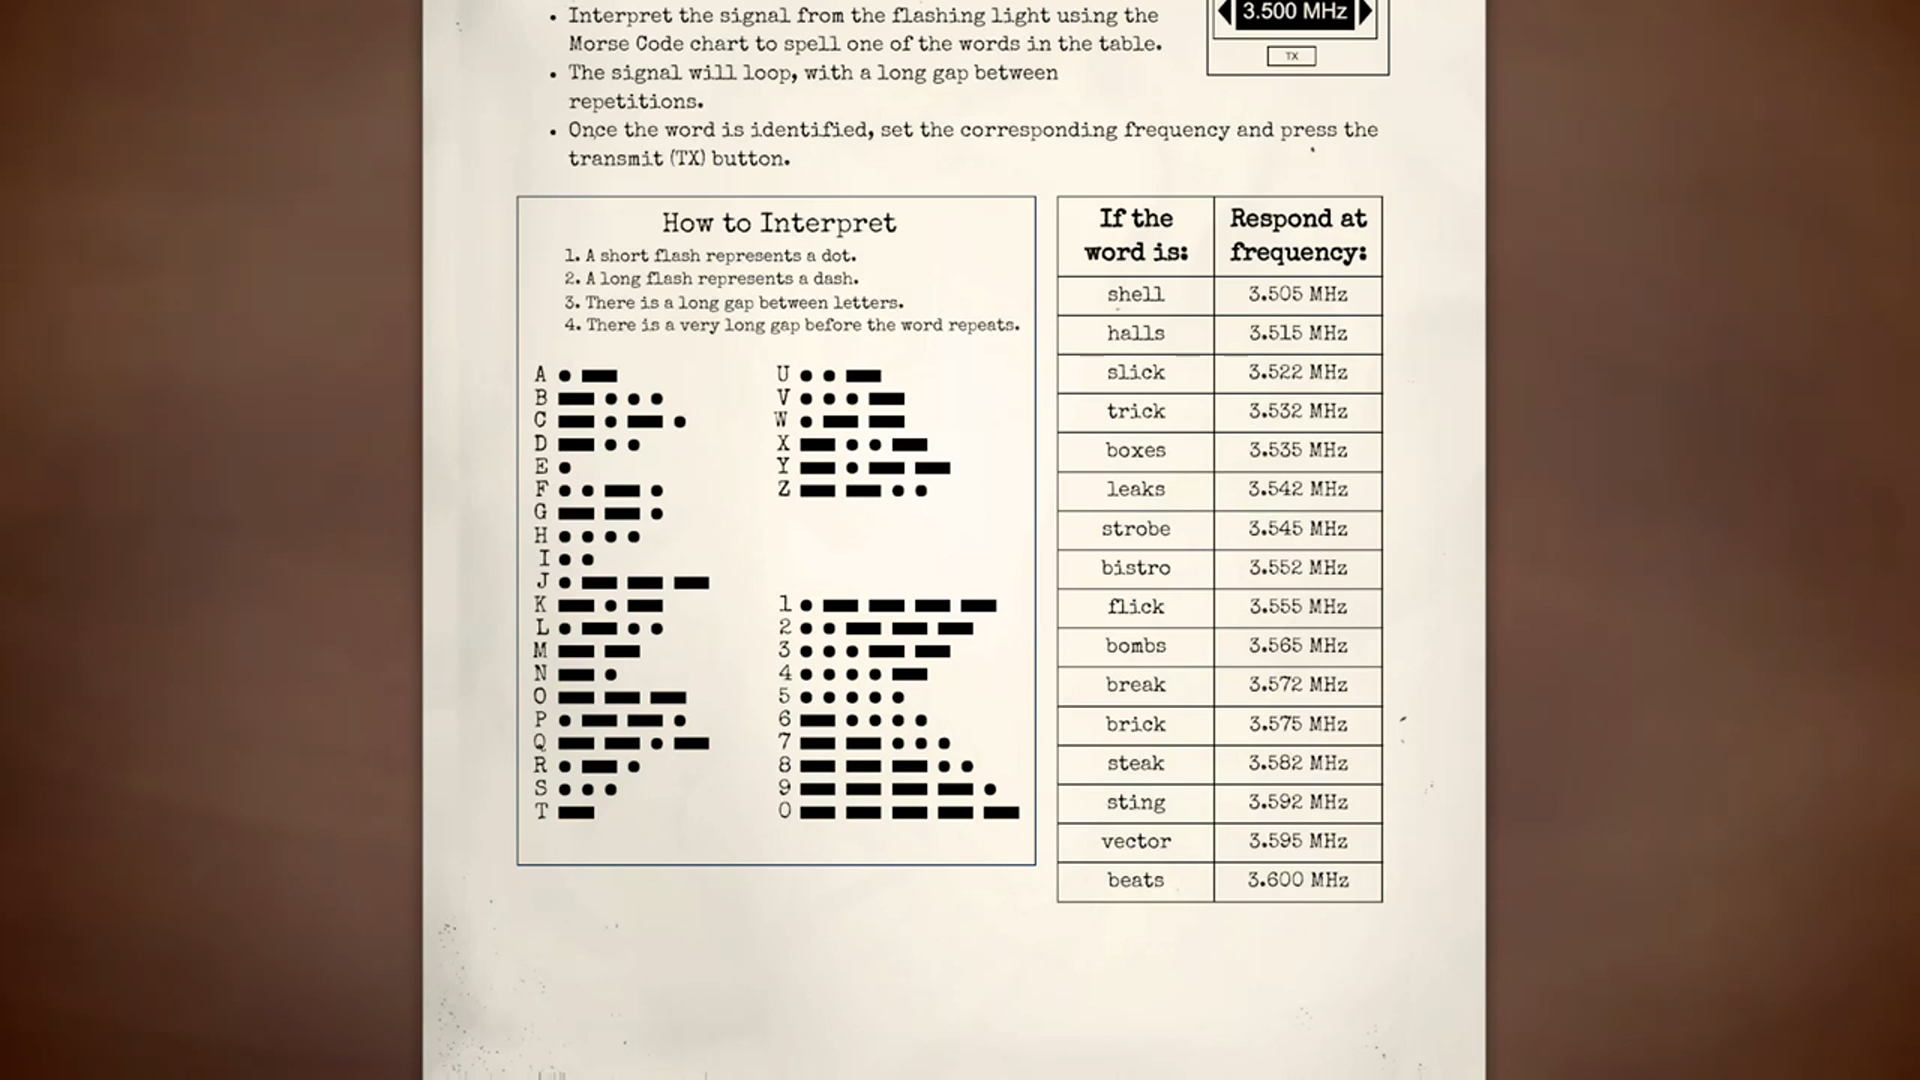 • Interpret the signal from the flashing light using the
Morse Code chart to spell one of the words in the table.
• The signal will loop, with a long gap between
repetitions.
• Once the word is identified, set the corresponding frequency and press the
transmit (TX) button.
3.500 MHz
TX
How to Interpret
1. A short flash represents a dot.
2. A long flash represents a dash.
3. There is a long gap between letters.
4. There is a very long gap before the word repeats.
A
B
C
D
E
F
G
H
I
J
K
L
M
N
O
P
Q
R
S
T
U
V
W
X
Y
Z
1
2
3
4
5
6
7
8
9
0
If the word is: Respond at frequency:
shell 3.505 MHz
halls 3.515 MHz
slick 3.522 MHz
trick 3.532 MHz
boxes 3.535 MHz
leaks 3.542 MHz
strobe 3.545 MHz
bistro 3.552 MHz
flick 3.555 MHz
bombs 3.565 MHz
break 3.572 MHz
brick 3.575 MHz
steak 3.582 MHz
sting 3.592 MHz
vector 3.595 MHz
beats 3.600 MHz